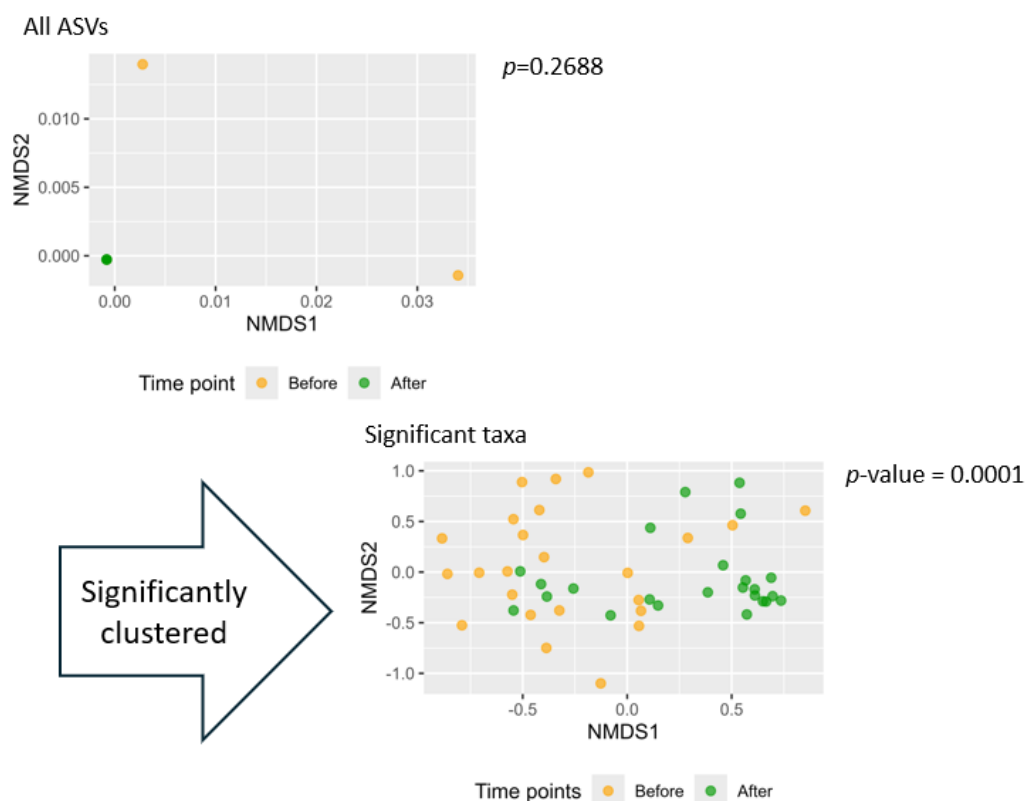 All ASVs
p=0.2688
0.010
0.005
0.000
NMDS2
0.00 0.01 0.02 0.03
NMDS1
Time point Before After
Significant taxa
p-value = 0.0001
1.0
0.5
0.0
-0.5
-1.0
NMDS2
-0.5 0.0 0.5
NMDS1
Significantly
clustered
Time points Before After